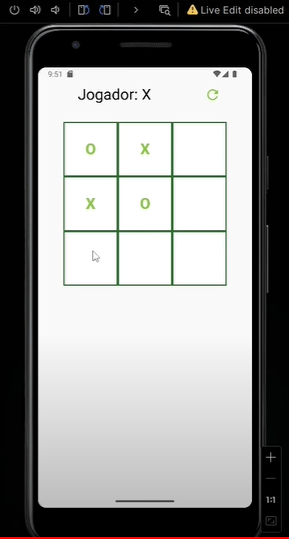 Live Edit disabled
9:51
Jogador: X
O X
X O
1:1